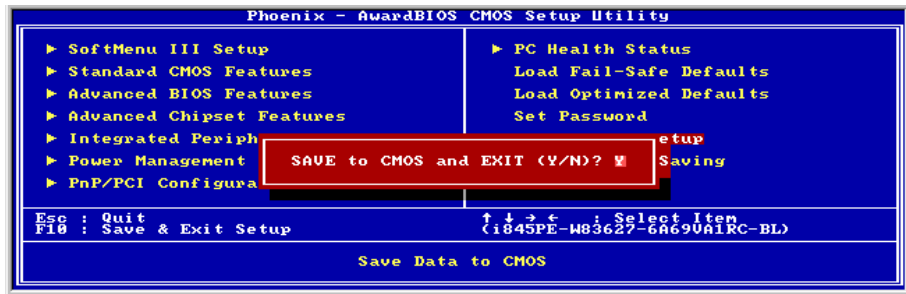 Phoenix - AwardBIOS CMOS Setup Utility
► SoftMenu III Setup
► Standard CMOS Features
► Advanced BIOS Features
► Advanced Chipset Features
► Integrated Periph
► Power Management
► PnP/PCI Configura
► PC Health Status
Load Fail-Safe Defaults
Load Optimized Defaults
Set Password
etup
Saving
SAVE to CMOS and EXIT (Y/N)? Y
Esc : Quit
F10 : Save & Exit Setup
↑ ↓ → ← : Select Item
(i845PE-W83627-6A69VA1RC-BL)
Save Data to CMOS